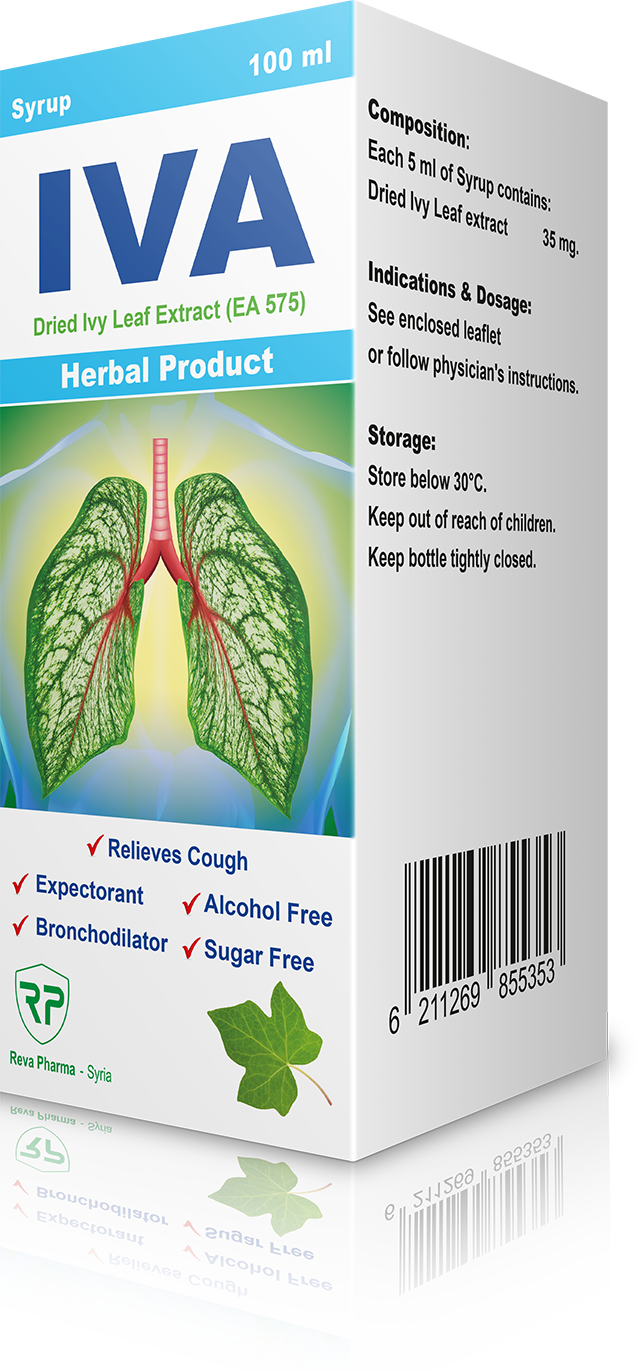 Syrup
100 ml
IVA
Dried Ivy Leaf Extract (EA 575)
Herbal Product
Relieves Cough
Expectorant
Alcohol Free
Bronchodilator
Sugar Free
RP
Reva Pharma - Syria
Composition:
Each 5 ml of Syrup contains:
Dried Ivy Leaf extract 35 mg.
Indications & Dosage:
See enclosed leaflet
or follow physician's instructions.
Storage:
Store below 30°C.
Keep out of reach of children.
Keep bottle tightly closed.
6 211269 855353